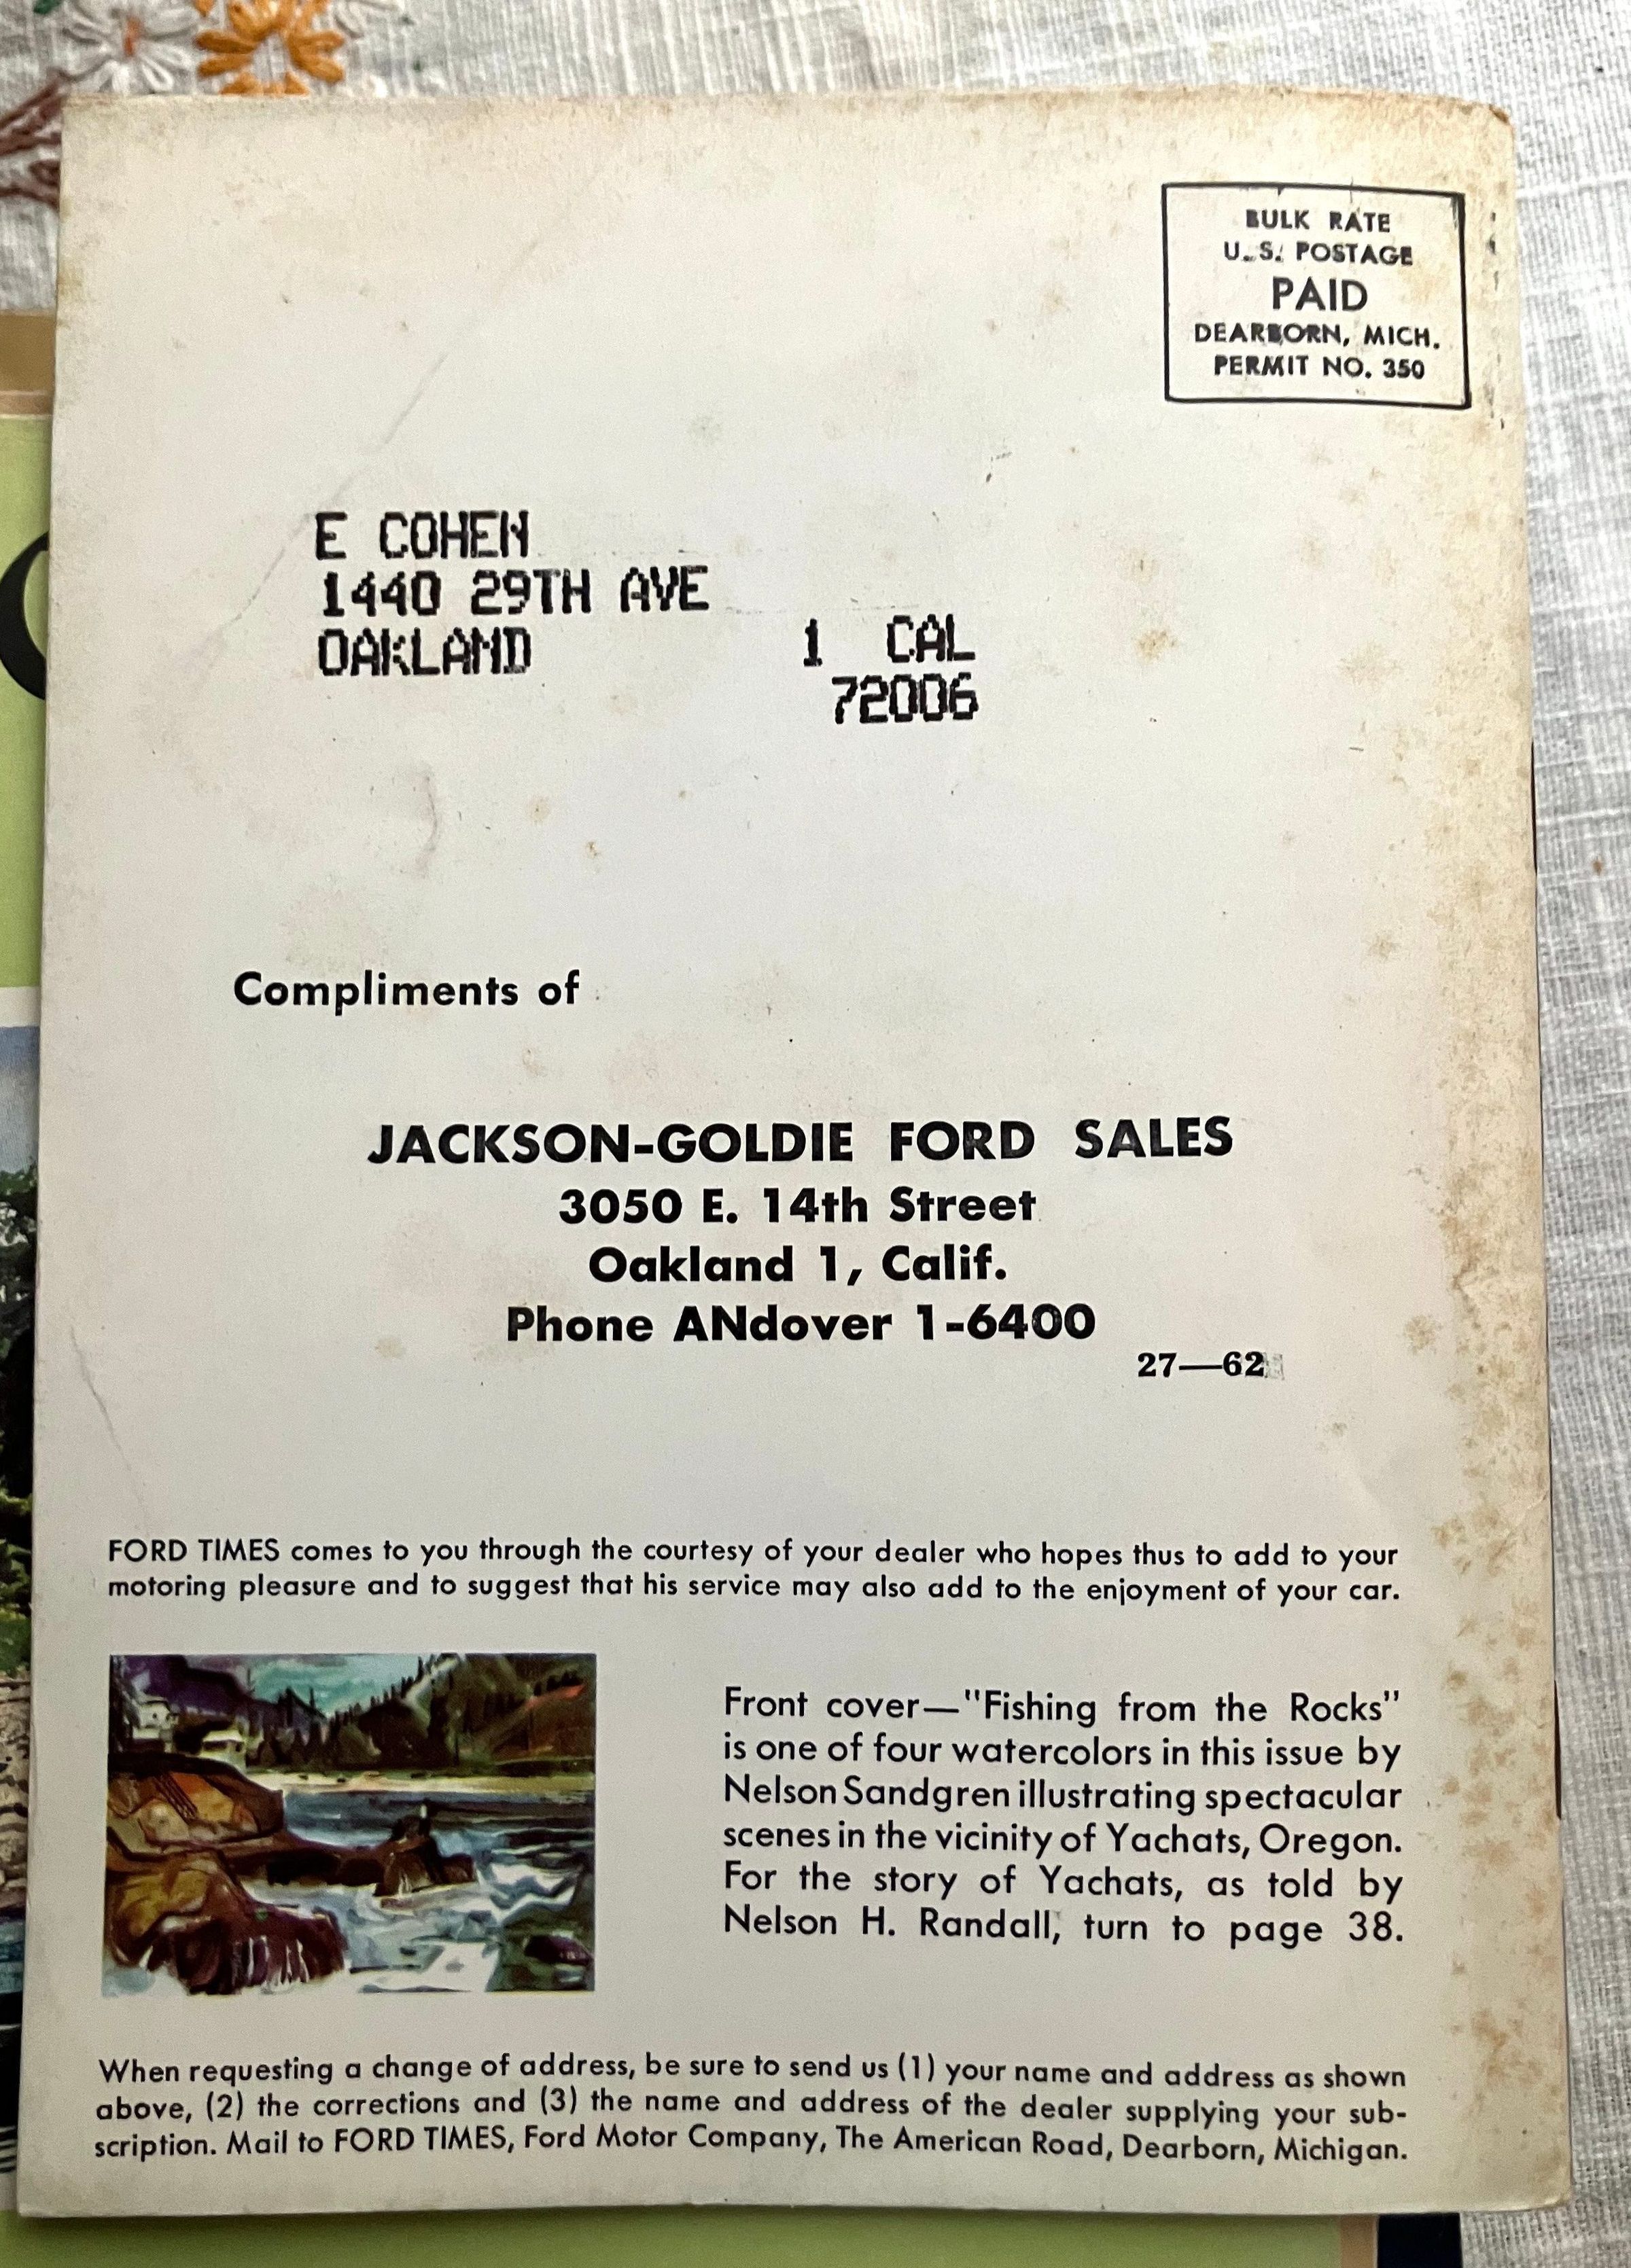 BULK RATE
U.S. POSTAGE
PAID
DEARBORN, MICH.
PERMIT NO. 350
E COHEN
1440 29TH AVE
OAKLAND 1 CAL
72006
Compliments of
JACKSON-GOLDIE FORD SALES
3050 E. 14th Street
Oakland 1, Calif.
Phone ANdover 1-6400
27—62
FORD TIMES comes to you through the courtesy of your dealer who hopes thus to add to your
motoring pleasure and to suggest that his service may also add to the enjoyment of your car.
Front cover—"Fishing from the Rocks"
is one of four watercolors in this issue by
Nelson Sandgren illustrating spectacular
scenes in the vicinity of Yachats, Oregon.
For the story of Yachats, as told by
Nelson H. Randall, turn to page 38.
When requesting a change of address, be sure to send us (1) your name and address as shown
above, (2) the corrections and (3) the name and address of the dealer supplying your sub-
scription. Mail to FORD TIMES, Ford Motor Company, The American Road, Dearborn, Michigan.